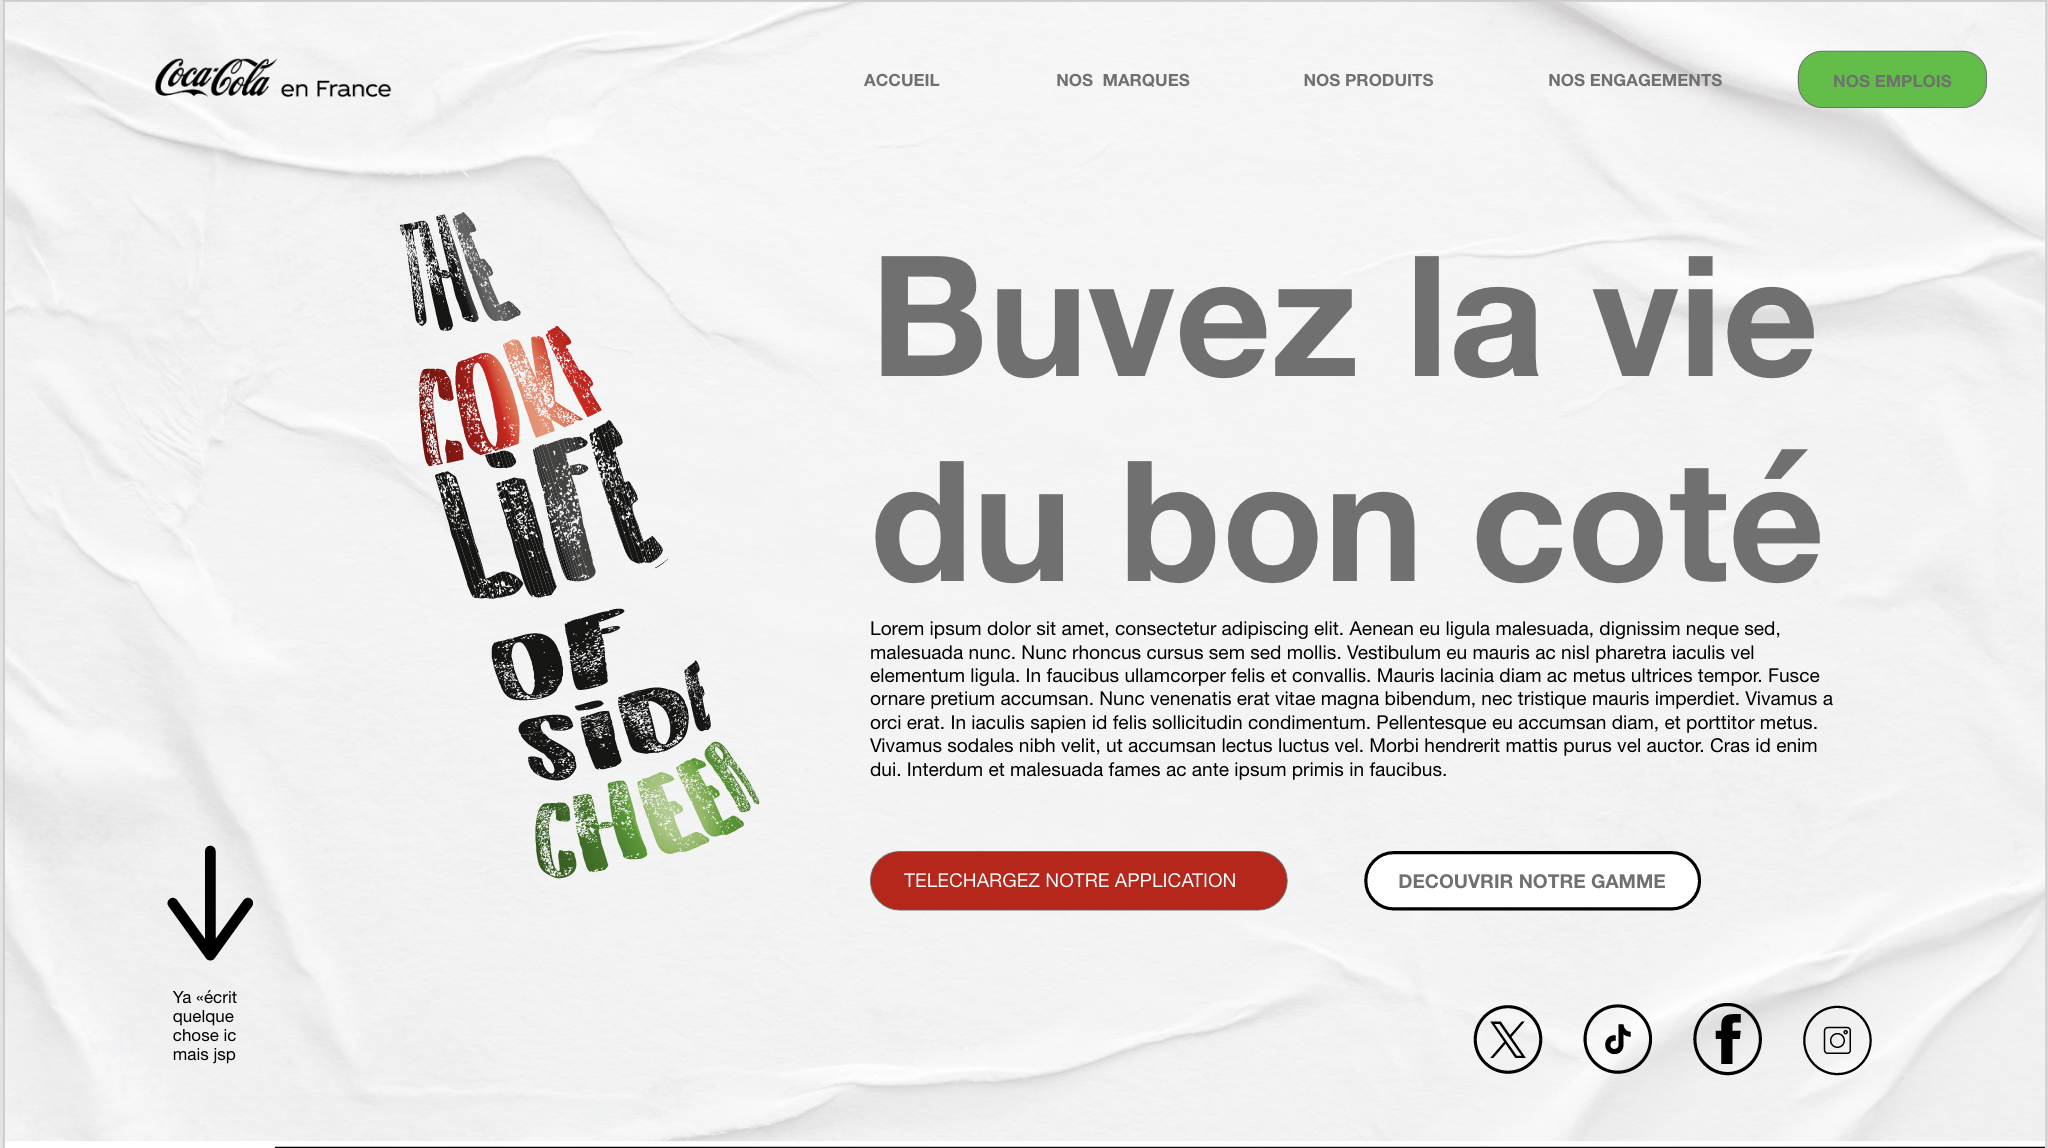 Coca-Cola en France
ACCUEIL
NOS MARQUES
NOS PRODUITS
NOS ENGAGEMENTS
NOS EMPLOIS
THE
COKE
LiFE
OF
SiDE
CHEER
Buvez la vie
du bon coté
Lorem ipsum dolor sit amet, consectetur adipiscing elit. Aenean eu ligula malesuada, dignissim neque sed,
malesuada nunc. Nunc rhoncus cursus sem sed mollis. Vestibulum eu mauris ac nisl pharetra iaculis vel
elementum ligula. In faucibus ullamcorper felis et convallis. Mauris lacinia diam ac metus ultrices tempor. Fusce
ornare pretium accumsan. Nunc venenatis erat vitae magna bibendum, nec tristique mauris imperdiet. Vivamus a
orci erat. In iaculis sapien id felis sollicitudin condimentum. Pellentesque eu accumsan diam, et porttitor metus.
Vivamus sodales nibh velit, ut accumsan lectus luctus vel. Morbi hendrerit mattis purus vel auctor. Cras id enim
dui. Interdum et malesuada fames ac ante ipsum primis in faucibus.
TELECHARGEZ NOTRE APPLICATION
DECOUVRIR NOTRE GAMME
Ya «écrit
quelque
chose ic
mais jsp